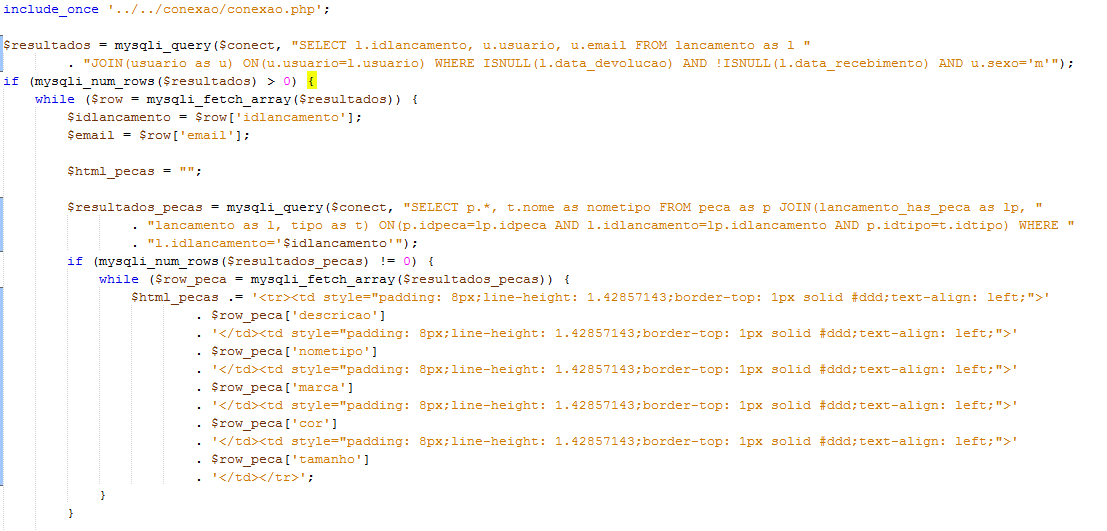 include_once '../../conexao/conexao.php';
$resultados = mysqli_query($conect, "SELECT l.idlancamento, u.usuario, u.email FROM lancamento as l "
. "JOIN(usuario as u) ON(u.usuario=l.usuario) WHERE ISNULL(l.data_devolucao) AND !ISNULL(l.data_recebimento) AND u.sexo='m'");
if (mysqli_num_rows($resultados) > 0) {
while ($row = mysqli_fetch_array($resultados)) {
$idlancamento = $row['idlancamento'];
$email = $row['email'];
$html_pecas = "";
$resultados_pecas = mysqli_query($conect, "SELECT p.*, t.nome as nometipo FROM peca as p JOIN(lancamento_has_peca as lp, "
. "lancamento as l, tipo as t) ON(p.idpeca=lp.idpeca AND l.idlancamento=lp.idlancamento AND p.idtipo=t.idtipo) WHERE "
. "l.idlancamento='$idlancamento'");
if (mysqli_num_rows($resultados_pecas) != 0) {
while ($row_peca = mysqli_fetch_array($resultados_pecas)) {
$html_pecas .= '<tr><td style="padding: 8px;line-height: 1.42857143;border-top: 1px solid #ddd;text-align: left;">'
. $row_peca['descricao']
. '</td><td style="padding: 8px;line-height: 1.42857143;border-top: 1px solid #ddd;text-align: left;">'
. $row_peca['nometipo']
. '</td><td style="padding: 8px;line-height: 1.42857143;border-top: 1px solid #ddd;text-align: left;">'
. $row_peca['marca']
. '</td><td style="padding: 8px;line-height: 1.42857143;border-top: 1px solid #ddd;text-align: left;">'
. $row_peca['cor']
. '</td><td style="padding: 8px;line-height: 1.42857143;border-top: 1px solid #ddd;text-align: left;">'
. $row_peca['tamanho']
. '</td></tr>';
}
}